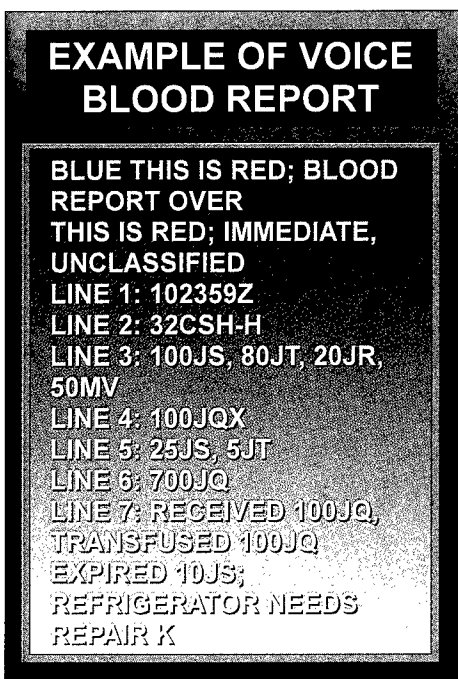 EXAMPLE OF VOICE
BLOOD REPORT
BLUE THIS IS RED; BLOOD
REPORT OVER
THIS IS RED; IMMEDIATE,
UNCLASSIFIED
LINE 1: 102359Z
LINE 2: 32CSH-H
LINE 3: 100JS, 80JT, 20JR,
50MV
LINE 4: 100JQX
LINE 5: 25JS, 5JT
LINE 6: 700JQ
LINE 7: RECEIVED 100JQ,
TRANSFUSED 100JQ
EXPIRED 10JS;
REFRIGERATOR NEEDS
REPAIR K